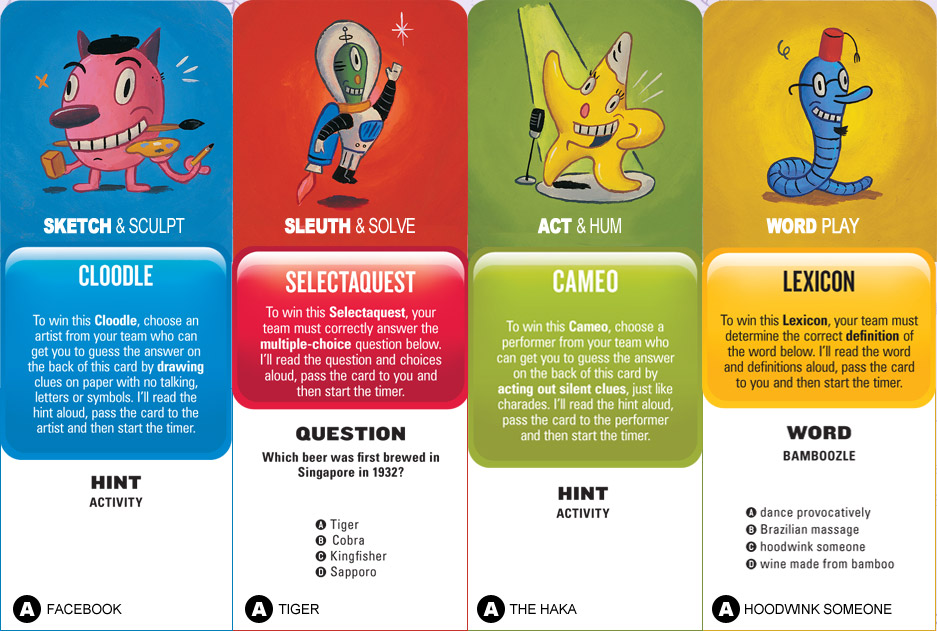 SKETCH & SCULPT
CLOODLE
To win this Cloodle, choose an
artist from your team who can
get you to guess the answer on
the back of this card by drawing
clues on paper with no talking,
letters or symbols. I'll read the
hint aloud, pass the card to the
artist and then start the timer.
HINT
ACTIVITY
A FACEBOOK
SLEUTH & SOLVE
SELECTAQUEST
To win this Selectaquest, your
team must correctly answer the
multiple-choice question below.
I'll read the question and choices
aloud, pass the card to you and
then start the timer.
QUESTION
Which beer was first brewed in
Singapore in 1932?
A Tiger
B Cobra
C Kingfisher
D Sapporo
A TIGER
ACT & HUM
CAMEO
To win this Cameo, choose a
performer from your team who
can get you to guess the answer
on the back of this card by
acting out silent clues, just like
charades. I'll read the hint aloud,
pass the card to the performer
and then start the timer.
HINT
ACTIVITY
A THE HAKA
WORD PLAY
LEXICON
To win this Lexicon, your team must
determine the correct definition of
the word below. I'll read the word
and definitions aloud, pass the card
to you and then start the timer.
WORD
BAMBOOZLE
A dance provocatively
B Brazilian massage
C hoodwink someone
D wine made from bamboo
A HOODWINK SOMEONE